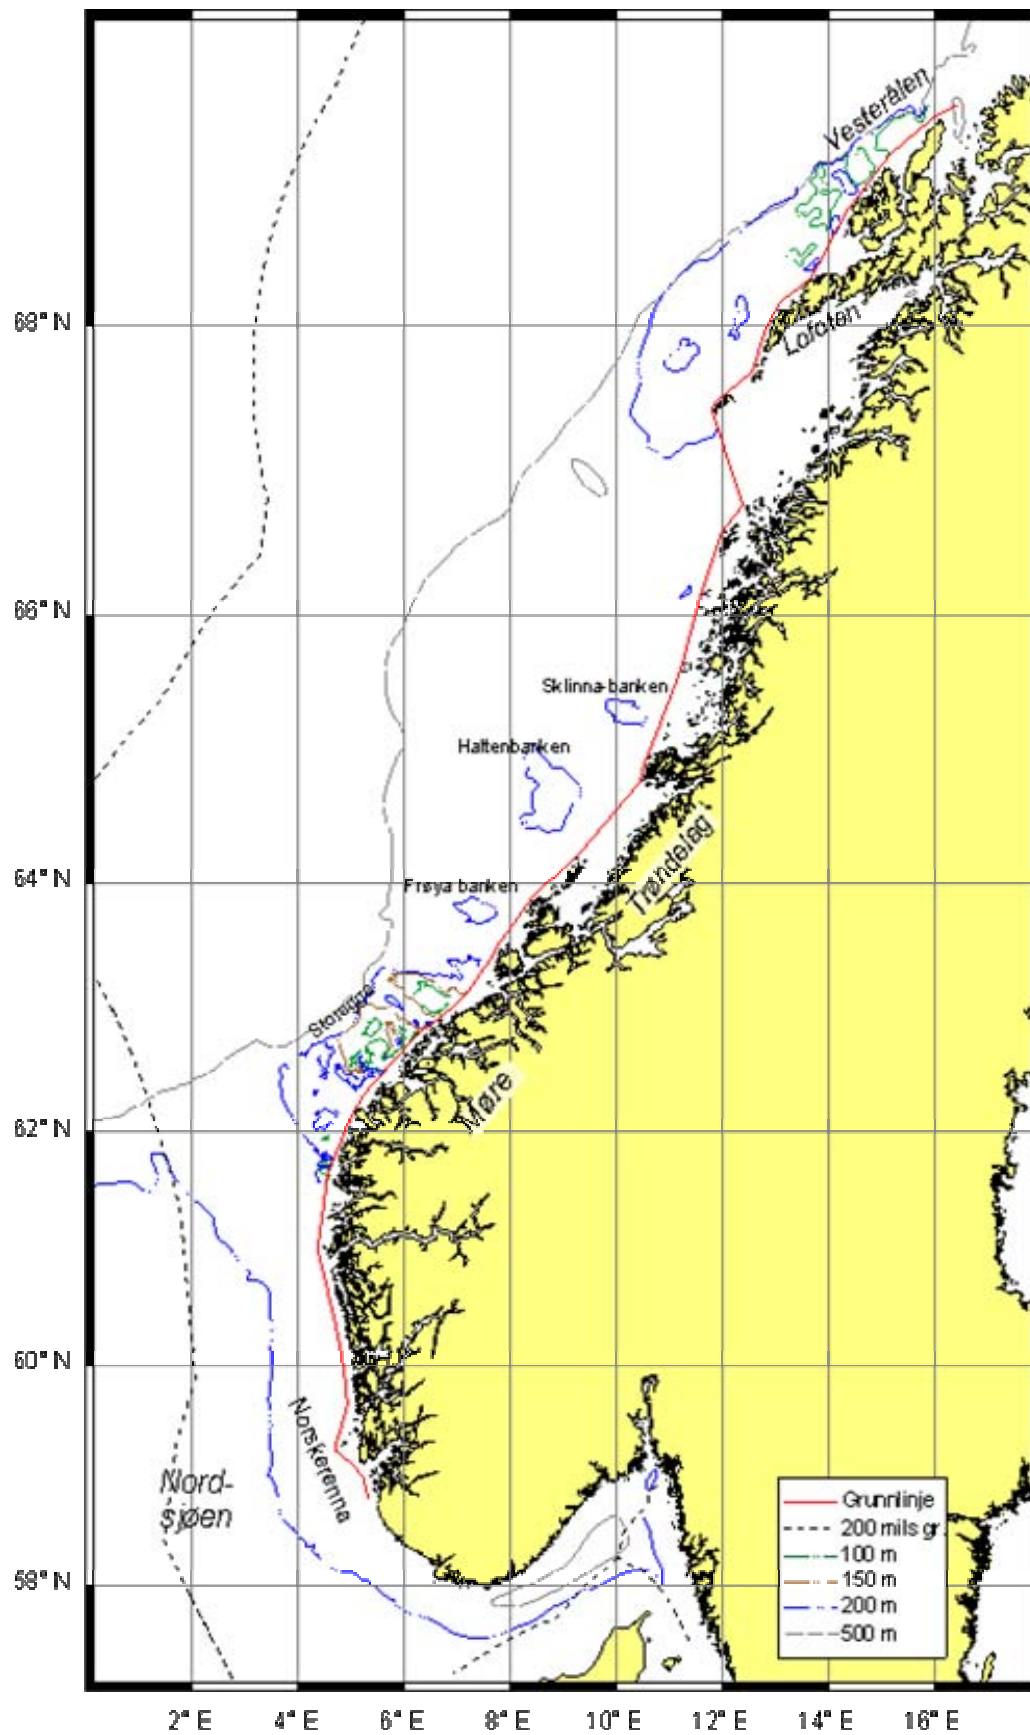 Vesterålen
68° N
Lofoten
66° N
Sklinna-banken
Haltenbanken
Trøndelag
64° N
Frøya banken
Storegga
Møre
62° N
60° N
Norskerenna
Nord-
sjøen
Grunnlinje
200 mils gr.
100 m
150 m
200 m
500 m
58° N
2° E
4° E
6° E
8° E
10° E
12° E
14° E
16° E